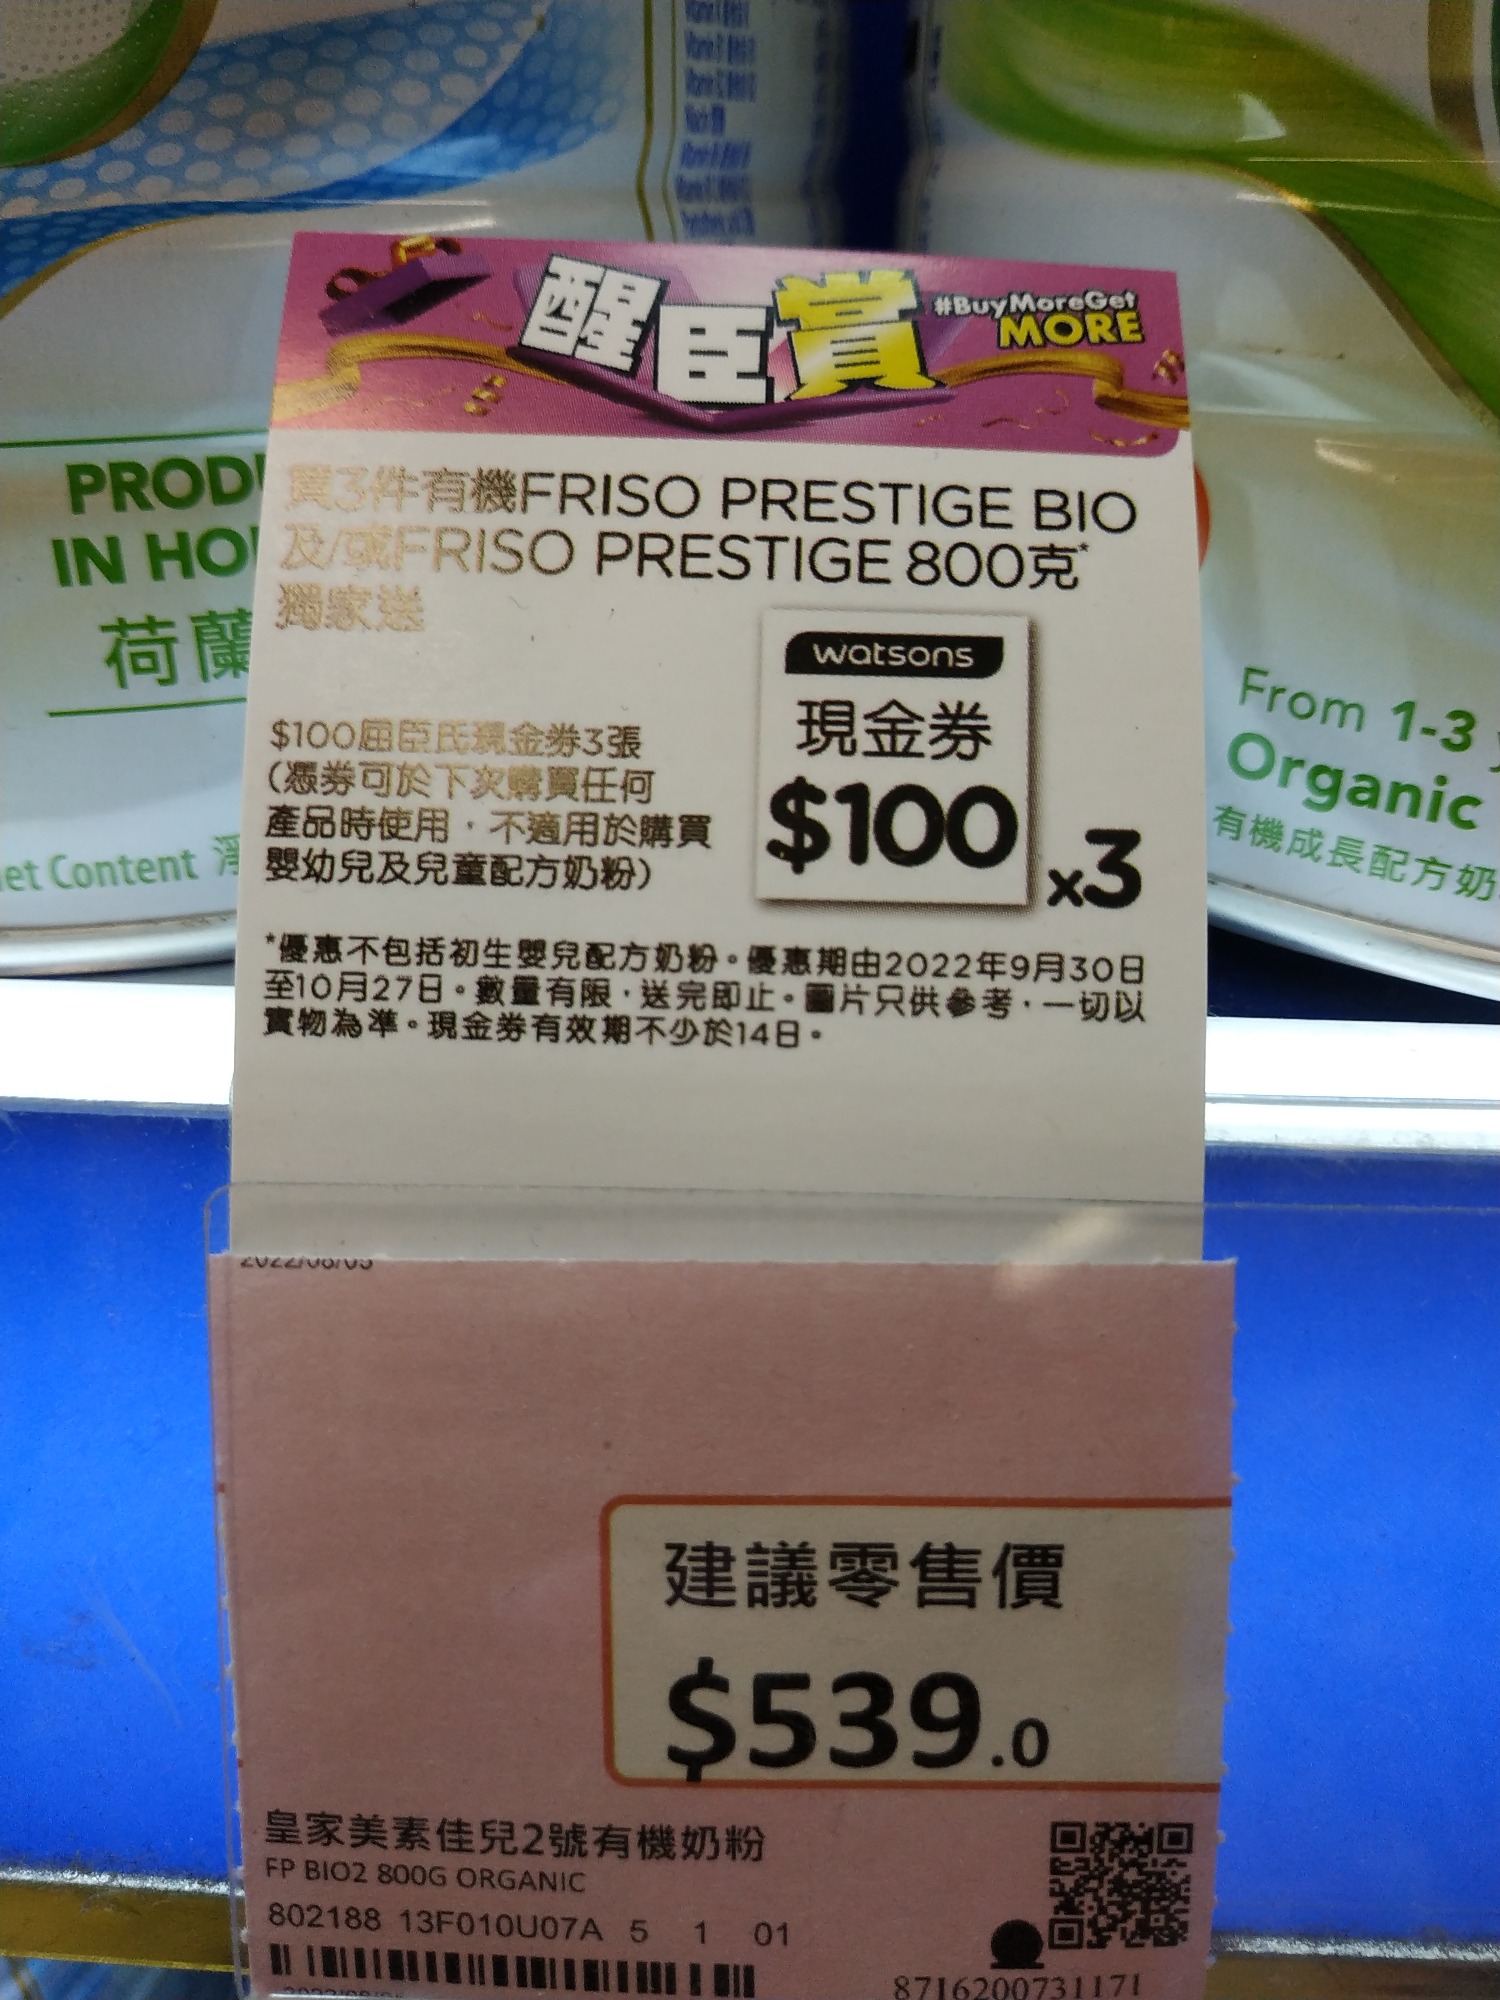 醒臣賞
#BuyMoreGet
MORE
買3件有機FRISO PRESTIGE BIO
及/或FRISO PRESTIGE 800克*
獨家送
$100屈臣氏現金券3張
(憑券可於下次購買任何
產品時使用，不適用於購買
嬰幼兒及兒童配方奶粉)
watsons
現金券
$100
x3
*優惠不包括初生嬰兒配方奶粉。優惠期由2022年9月30日
至10月27日。數量有限，送完即止。圖片只供參考，一切以
實物為準。現金券有效期不少於14日。
IN HO
荷蘭
et Content 淨
From 1-3
Organic
有機成長配方奶
建議零售價
$539.0
皇家美素佳兒2號有機奶粉
FP BIO2 800G ORGANIC
802188 13F010U07A 5 1 01
8716200731171